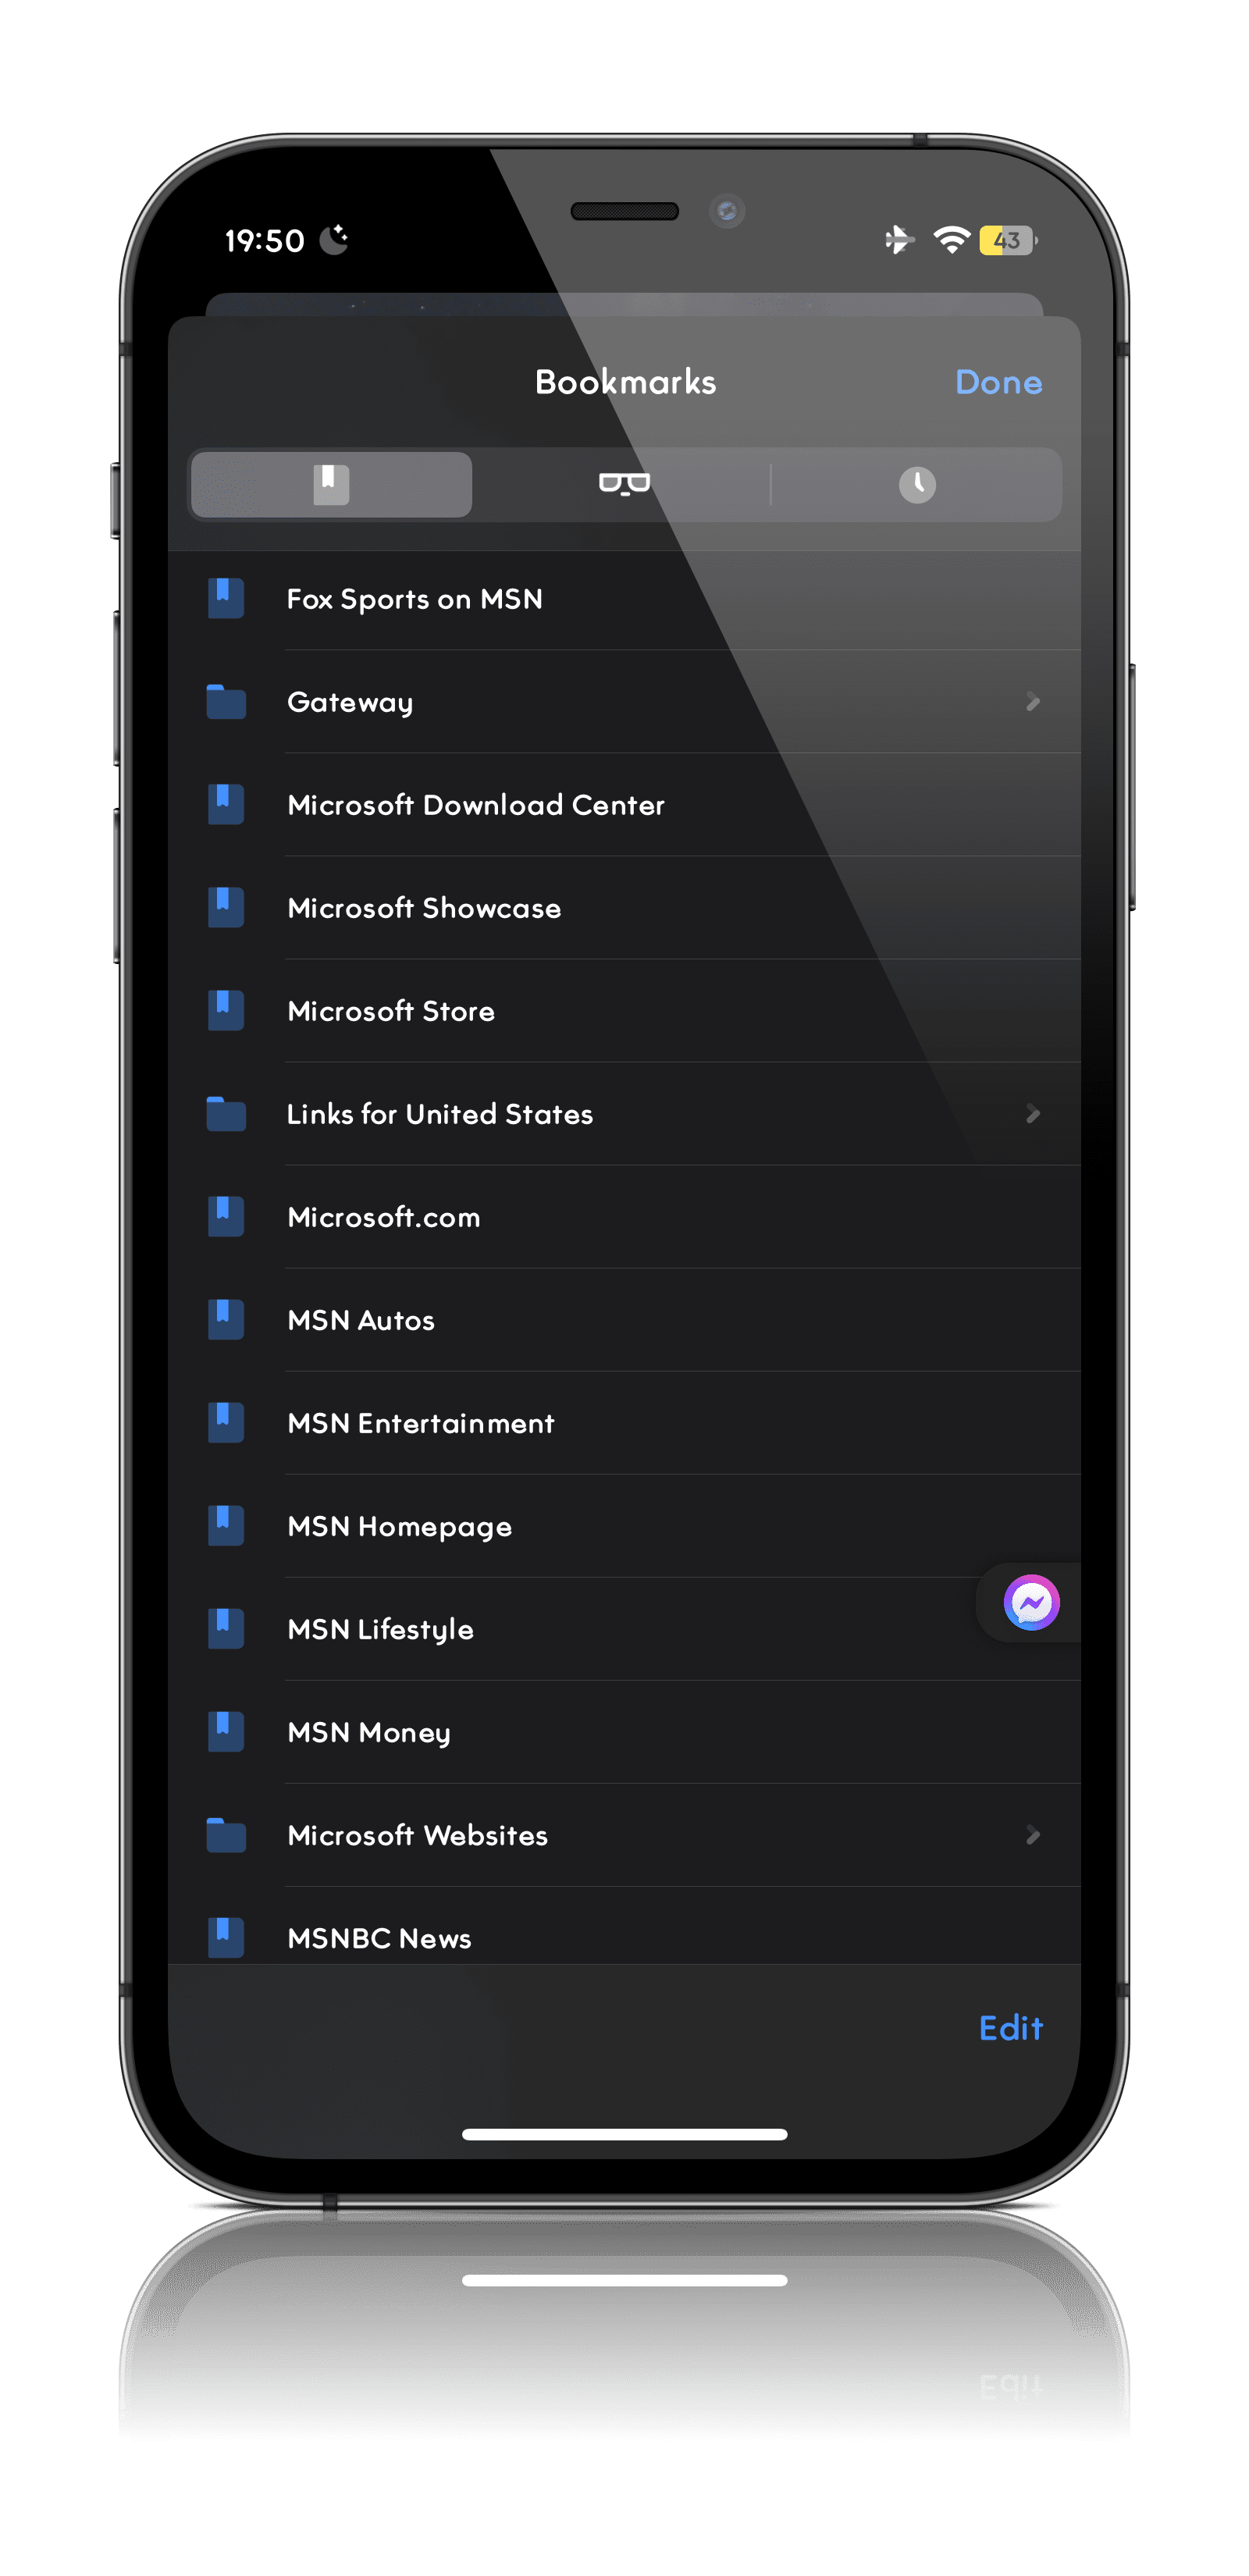 19:50
43
Bookmarks
Done
Fox Sports on MSN
Gateway
Microsoft Download Center
Microsoft Showcase
Microsoft Store
Links for United States
Microsoft.com
MSN Autos
MSN Entertainment
MSN Homepage
MSN Lifestyle
MSN Money
Microsoft Websites
MSNBC News
Edit